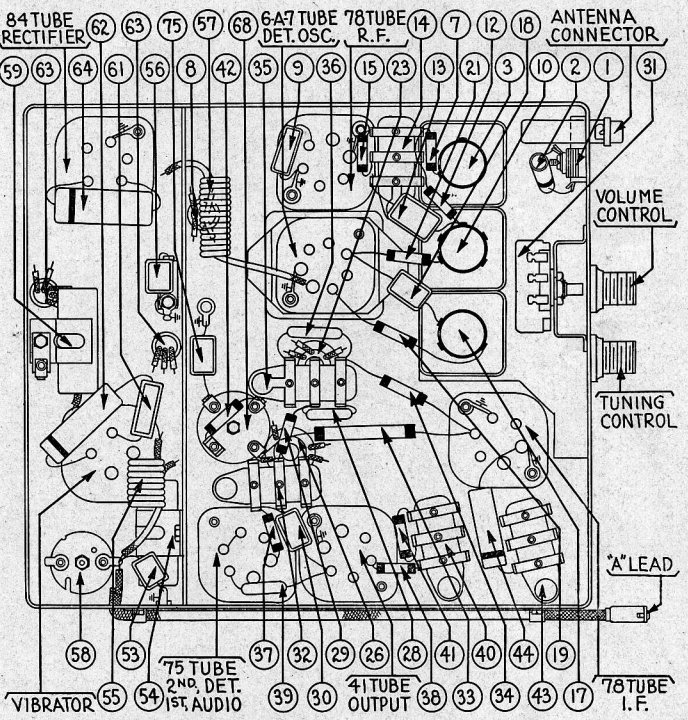 84 TUBE
RECTIFIER
62
63
75
57
68
6-A-7 TUBE
DET. OSC.
78 TUBE
R.F.
14
7
12
18
ANTENNA
CONNECTOR
59
63
64
61
56
8
42
35
9
36
15
23
13
21
3
10
2
1
31
VOLUME
CONTROL
TUNING
CONTROL
"A" LEAD
58
53
75 TUBE
2ND, DET.
1ST, AUDIO
37
32
29
26
28
41
40
44
19
78 TUBE
I.F.
VIBRATOR
55
54
39
30
41 TUBE
OUTPUT
38
33
34
43
17